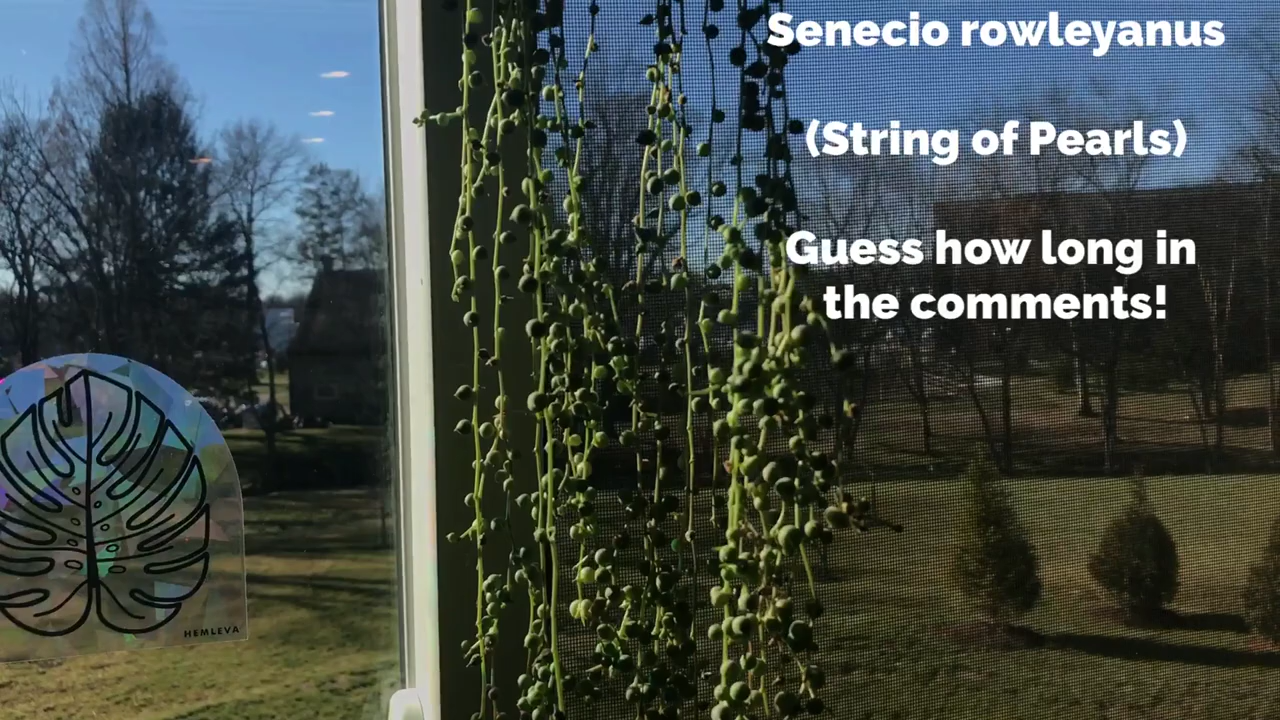 Senecio rowleyanus
(String of Pearls)
Guess how long in
the comments!
HEMLEVA